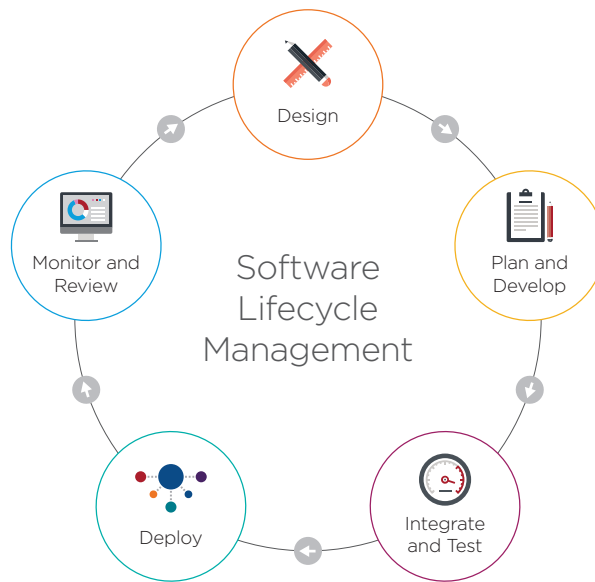 Design
Plan and
Develop
Integrate
and Test
Deploy
Monitor and
Review
Software
Lifecycle
Management